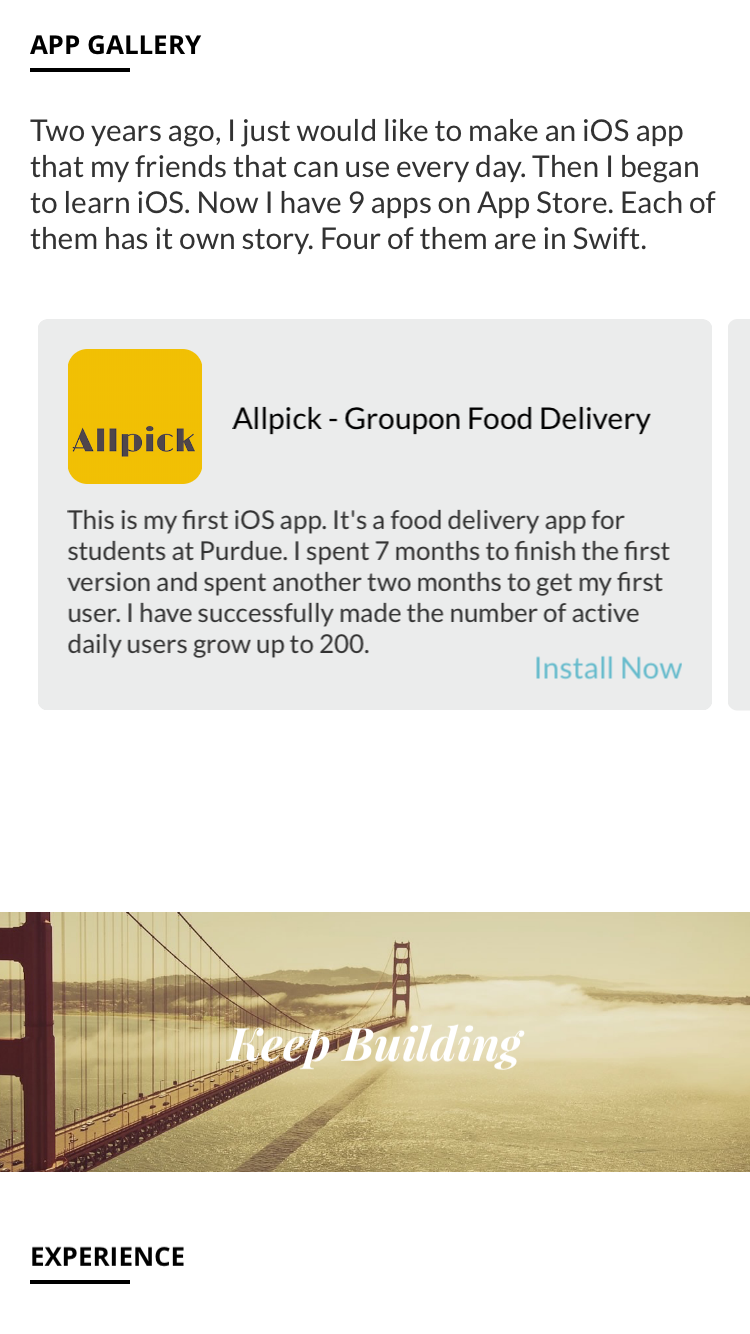 APP GALLERY
Two years ago, I just would like to make an iOS app
that my friends that can use every day. Then I began
to learn iOS. Now I have 9 apps on App Store. Each of
them has it own story. Four of them are in Swift.
Allpick
Allpick - Groupon Food Delivery
This is my first iOS app. It's a food delivery app for
students at Purdue. I spent 7 months to finish the first
version and spent another two months to get my first
user. I have successfully made the number of active
daily users grow up to 200.
Install Now
Keep Building
EXPERIENCE